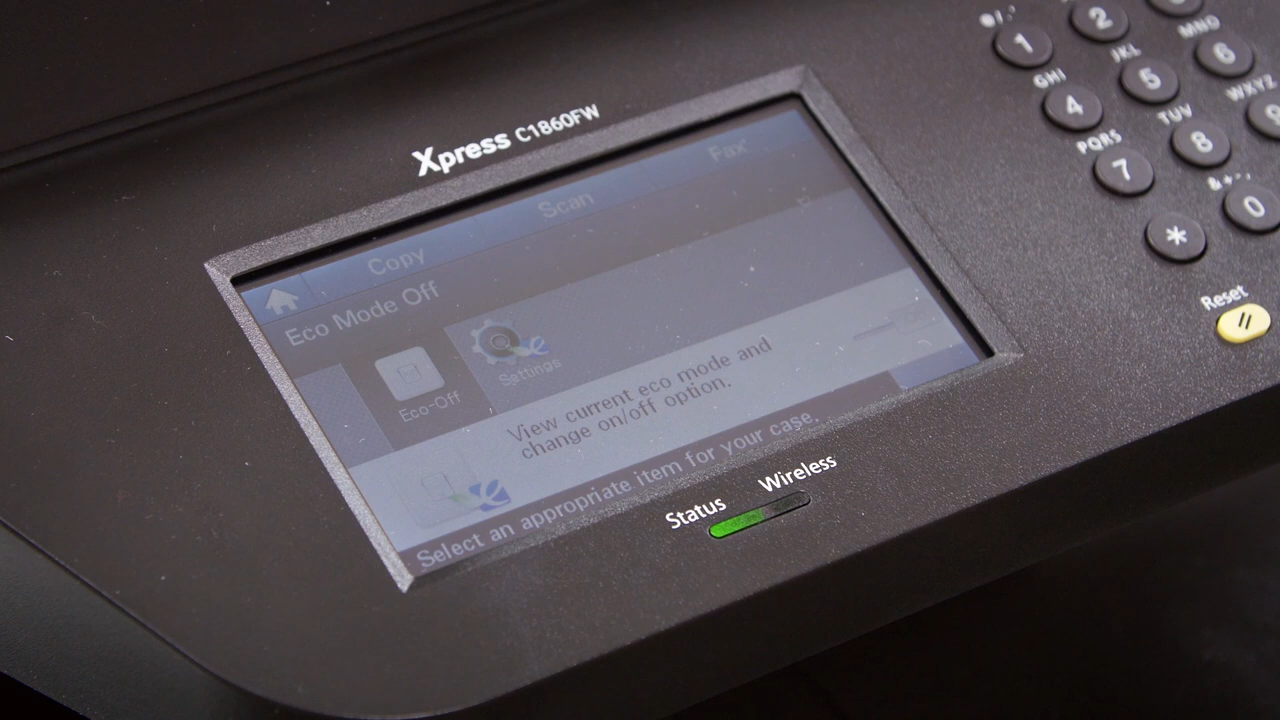 Xpress C1860FW
Copy
Scan
Fax
Eco Mode Off
Eco-Off
Settings
View current eco mode and
change on/off option.
Select an appropriate item for your case.
Status
Wireless
1
2
GHI
JKL
MNO
4
5
6
PQRS
TUV
WXYZ
7
8
9
*
0
Reset